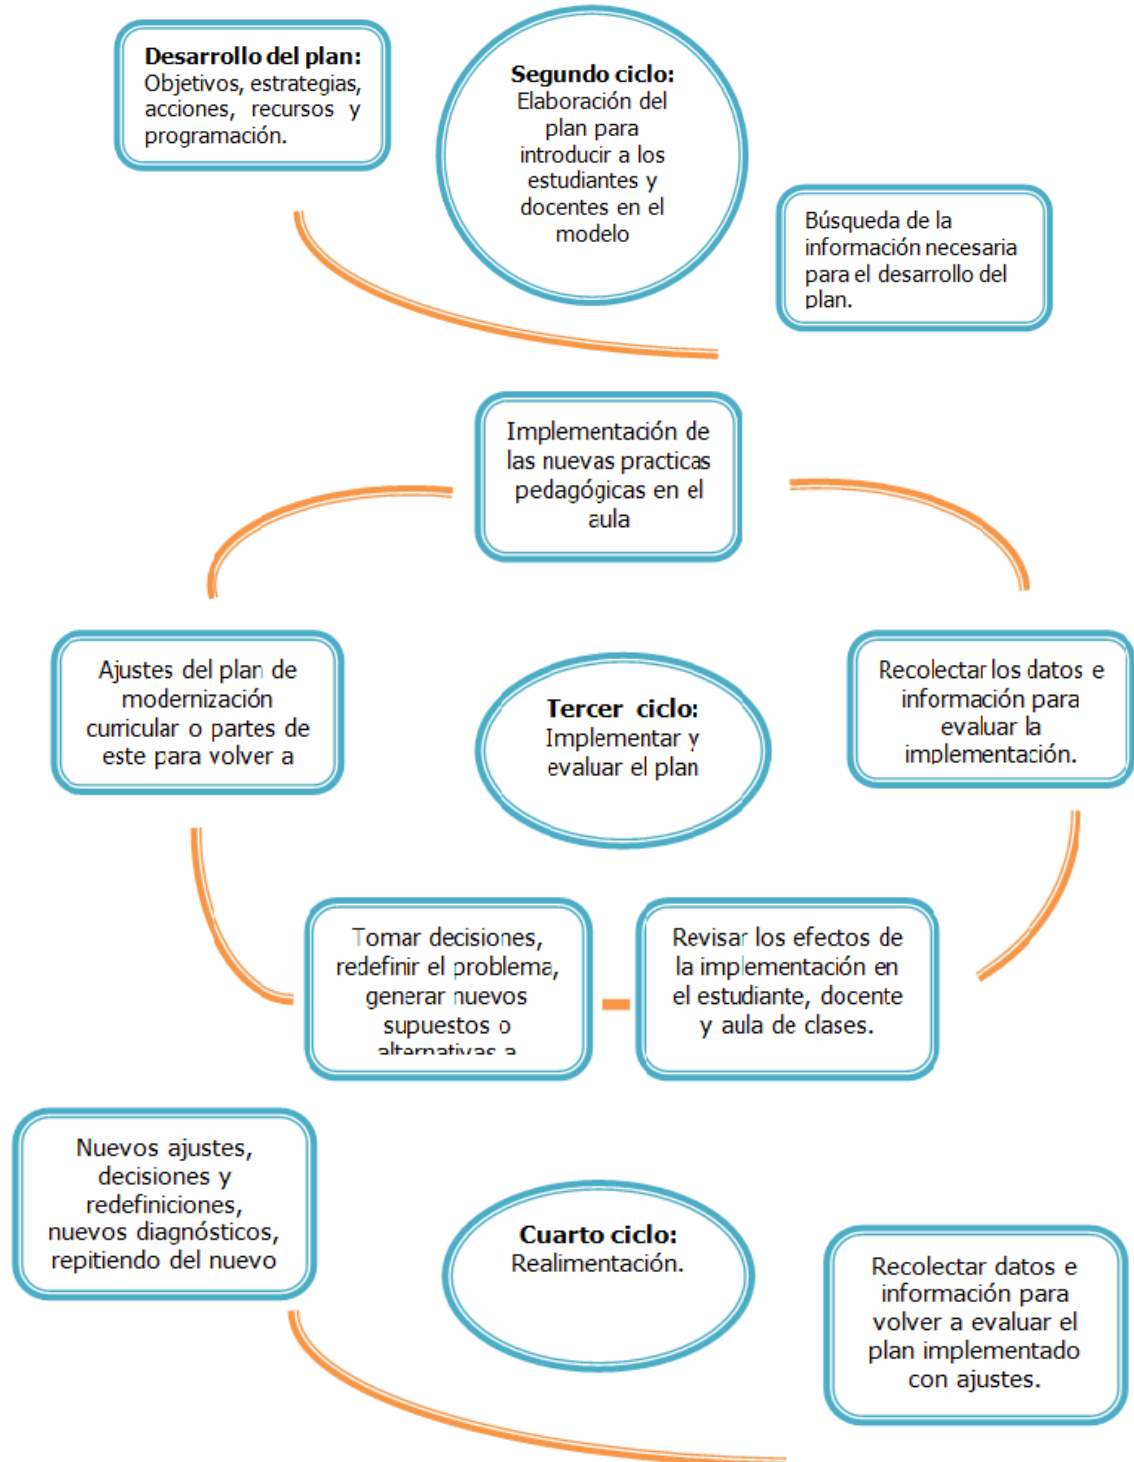 Desarrollo del plan:
Objetivos, estrategias,
acciones, recursos y
programación.
Segundo ciclo:
Elaboración del
plan para
introducir a los
estudiantes y
docentes en el
modelo
Búsqueda de la
información necesaria
para el desarrollo del
plan.
Implementación de
las nuevas practicas
pedagógicas en el
aula
Ajustes del plan de
modernización
curricular o partes de
este para volver a
Tercer ciclo:
Implementar y
evaluar el plan
Recolectar los datos e
información para
evaluar la
implementación.
Tomar decisiones,
redefinir el problema,
generar nuevos
supuestos o
alternativas a
Revisar los efectos de
la implementación en
el estudiante, docente
y aula de clases.
Nuevos ajustes,
decisiones y
redefiniciones,
nuevos diagnósticos,
repitiendo del nuevo
Cuarto ciclo:
Realimentación.
Recolectar datos e
información para
volver a evaluar el
plan implementado
con ajustes.